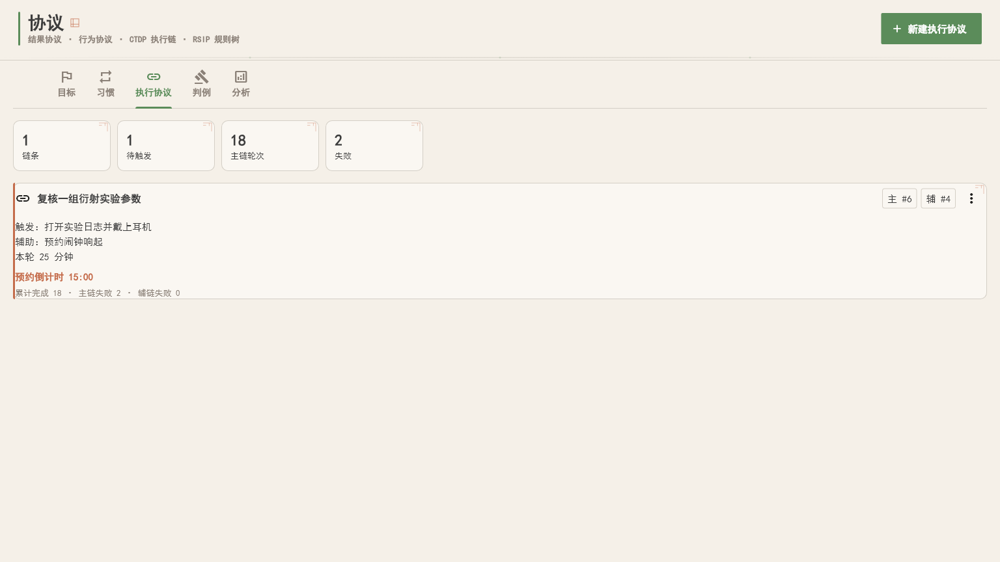 协议
结果协议 · 行为协议 · CTDP 执行链 · RSIP 规则树
+ 新建执行协议
目标
习惯
执行协议
判例
分析
1
链条
1
待触发
18
主链轮次
2
失败
复核一组衍射实验参数
主 #6
辅 #4
触发: 打开实验日志并戴上耳机
辅助: 预约闹钟响起
本轮 25 分钟
预约倒计时 15:00
累计完成 18 · 主链失败 2 · 辅链失败 0